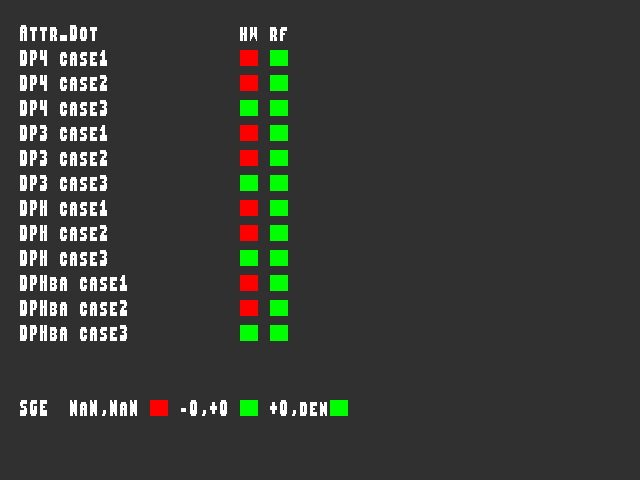 Attr_Dot HW RF
DP4 case1
DP4 case2
DP4 case3
DP3 case1
DP3 case2
DP3 case3
DPH case1
DPH case2
DPH case3
DPHba case1
DPHba case2
DPHba case3
SGE NaN,NaN -0,+0 +0,den